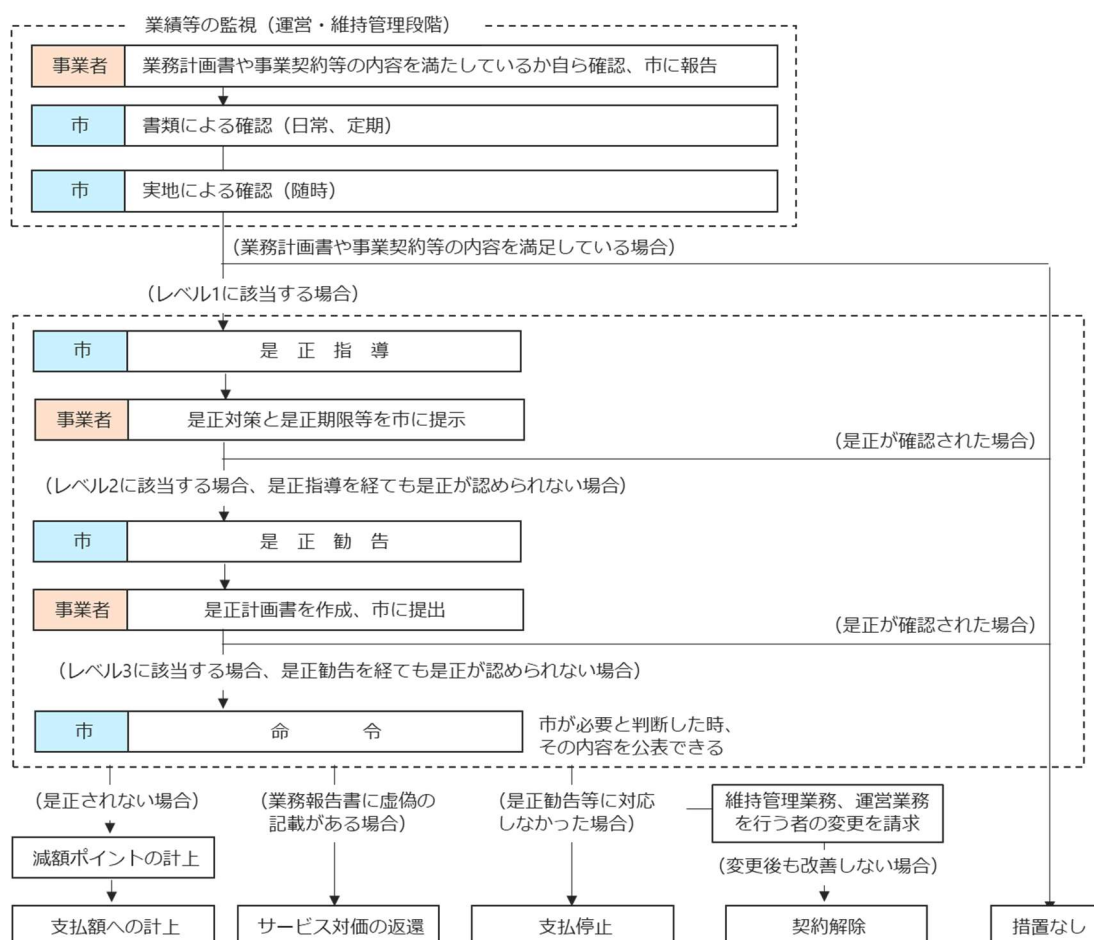 業績等の監視（運営・維持管理段階）
事業者 業務計画書や事業契約等の内容を満たしているか自ら確認、市に報告
市 書類による確認（日常、定期）
市 実地による確認（随時）
（業務計画書や事業契約等の内容を満足している場合）
（レベル1に該当する場合）
市 是 正 指 導
事業者 是正対策と是正期限等を市に提示
（是正が確認された場合）
（レベル2に該当する場合、是正指導を経ても是正が認められない場合）
市 是 正 勧 告
事業者 是正計画書を作成、市に提出
（是正が確認された場合）
（レベル3に該当する場合、是正勧告を経ても是正が認められない場合）
市 命 令
市が必要と判断した時、
その内容を公表できる
（是正されない場合）
減額ポイントの計上
支払額への計上
（業務報告書に虚偽の
記載がある場合）
サービス対価の返還
（是正勧告等に対応
しなかった場合）
支払停止
維持管理業務、運営業務
を行う者の変更を請求
（変更後も改善しない場合）
契約解除
措置なし